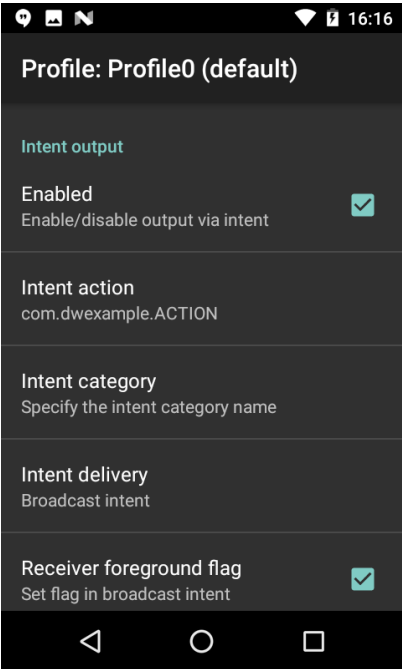 16:16
Profile: Profile0 (default)
Intent output
Enabled
Enable/disable output via intent
Intent action
com.dwexample.ACTION
Intent category
Specify the intent category name
Intent delivery
Broadcast intent
Receiver foreground flag
Set flag in broadcast intent